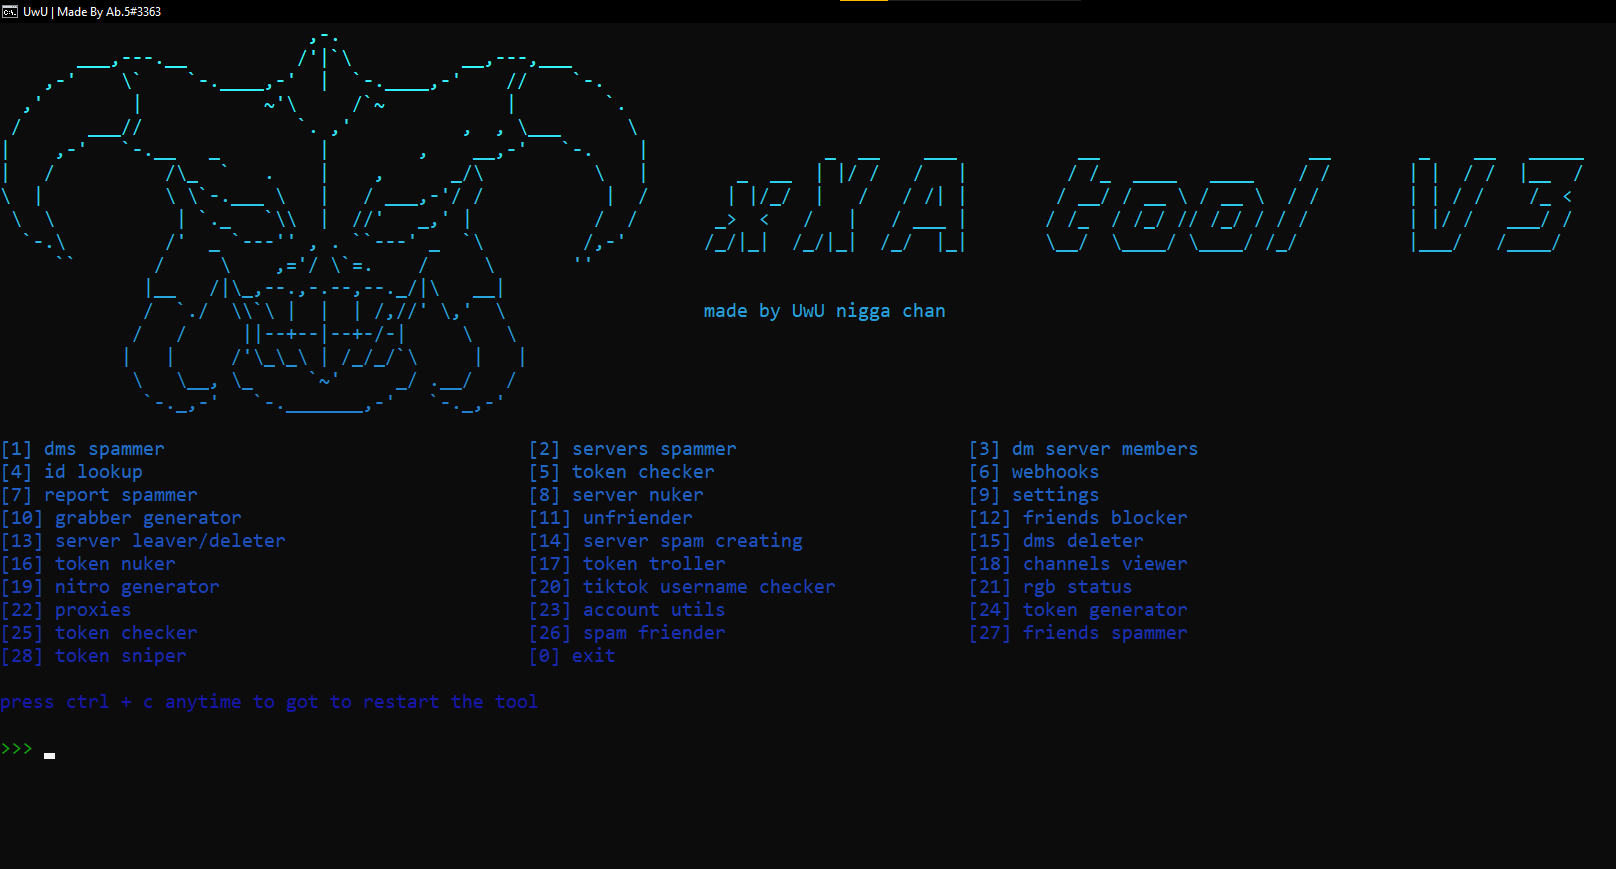 UwU | Made By Ab.5#3363
xXA tool V3
made by UwU nigga chan
[1] dms spammer [2] servers spammer [3] dm server members
[4] id lookup [5] token checker [6] webhooks
[7] report spammer [8] server nuker [9] settings
[10] grabber generator [11] unfriender [12] friends blocker
[13] server leaver/deleter [14] server spam creating [15] dms deleter
[16] token nuker [17] token troller [18] channels viewer
[19] nitro generator [20] tiktok username checker [21] rgb status
[22] proxies [23] account utils [24] token generator
[25] token checker [26] spam friender [27] friends spammer
[28] token sniper [0] exit
press ctrl + c anytime to got to restart the tool
>>>